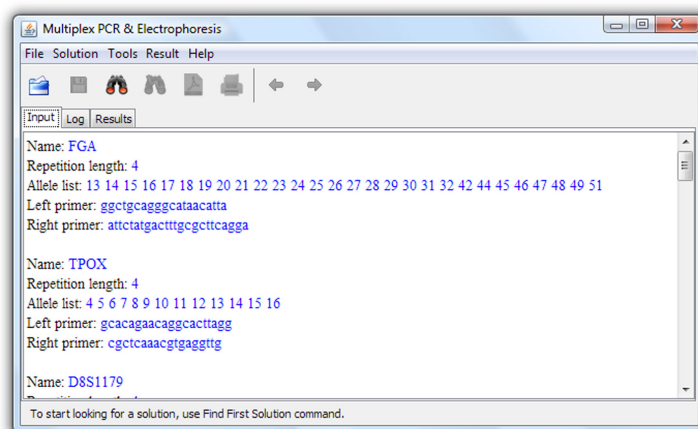 Multiplex PCR & Electrophoresis
File Solution Tools Result Help
Input Log Results
Name: FGA
Repetition length: 4
Allele list: 13 14 15 16 17 18 19 20 21 22 23 24 25 26 27 28 29 30 31 32 42 44 45 46 47 48 49 51
Left primer: ggctgcagggcataacatta
Right primer: attctatgactttgcgcttcagga
Name: TPOX
Repetition length: 4
Allele list: 4 5 6 7 8 9 10 11 12 13 14 15 16
Left primer: gcacagaacaggcacttagg
Right primer: cgctcaaacgtgaggttg
Name: D8S1179
To start looking for a solution, use Find First Solution command.